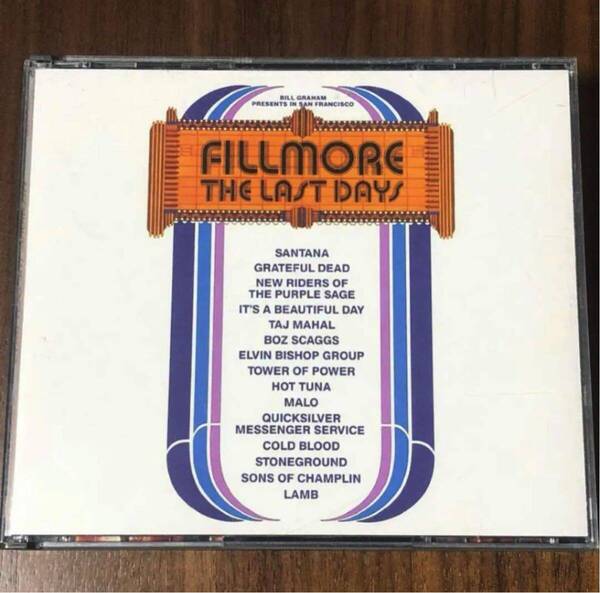 BILL GRAHAM
PRESENTS IN SAN FRANCISCO
FILLMORE
THE LAST DAYS
SANTANA
GRATEFUL DEAD
NEW RIDERS OF
THE PURPLE SAGE
IT'S A BEAUTIFUL DAY
TAJ MAHAL
BOZ SCAGGS
ELVIN BISHOP GROUP
TOWER OF POWER
HOT TUNA
MALO
QUICKSILVER
MESSENGER SERVICE
COLD BLOOD
STONEGROUND
SONS OF CHAMPLIN
LAMB